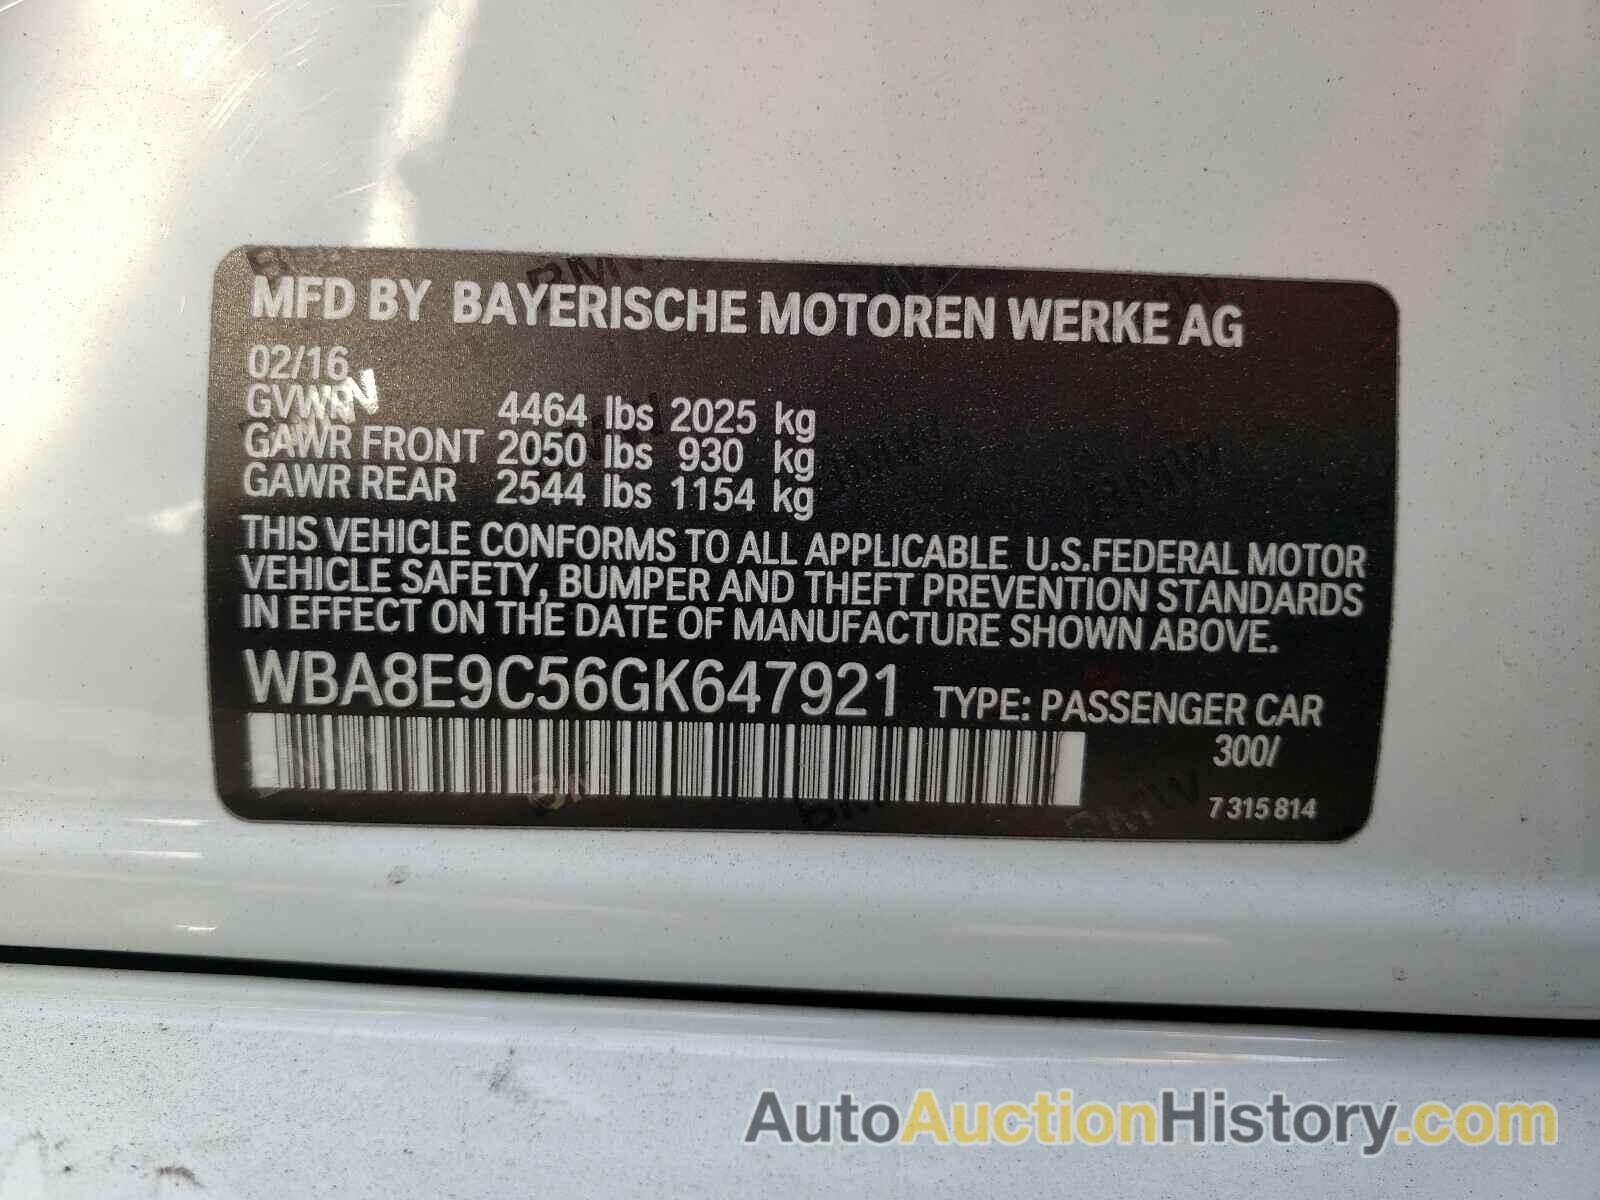 MFD BY BAYERISCHE MOTOREN WERKE AG
02/16
GVWR 4464 lbs 2025 kg
GAWR FRONT 2050 lbs 930 kg
GAWR REAR 2544 lbs 1154 kg
THIS VEHICLE CONFORMS TO ALL APPLICABLE U.S.FEDERAL MOTOR
VEHICLE SAFETY, BUMPER AND THEFT PREVENTION STANDARDS
IN EFFECT ON THE DATE OF MANUFACTURE SHOWN ABOVE.
WBA8E9C56GK647921 TYPE: PASSENGER CAR
300/
7 315 814
AutoAuctionHistory.com